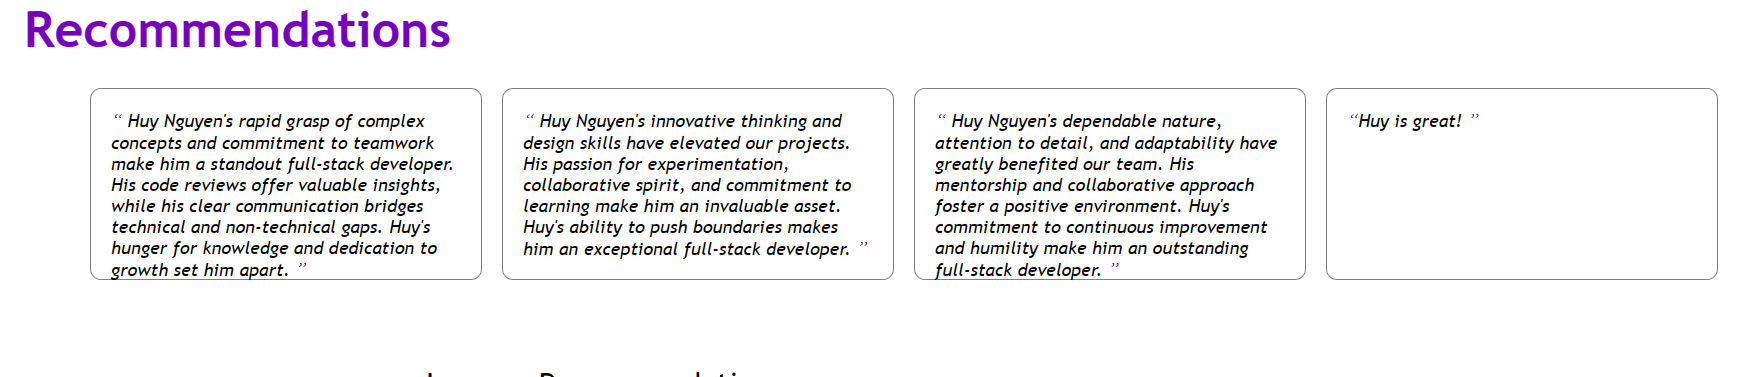 Recommendations
“ Huy Nguyen's rapid grasp of complex
concepts and commitment to teamwork
make him a standout full-stack developer.
His code reviews offer valuable insights,
while his clear communication bridges
technical and non-technical gaps. Huy's
hunger for knowledge and dedication to
growth set him apart. ”
“ Huy Nguyen's innovative thinking and
design skills have elevated our projects.
His passion for experimentation,
collaborative spirit, and commitment to
learning make him an invaluable asset.
Huy's ability to push boundaries makes
him an exceptional full-stack developer. ”
“ Huy Nguyen's dependable nature,
attention to detail, and adaptability have
greatly benefited our team. His
mentorship and collaborative approach
foster a positive environment. Huy's
commitment to continuous improvement
and humility make him an outstanding
full-stack developer. ”
“Huy is great! ”